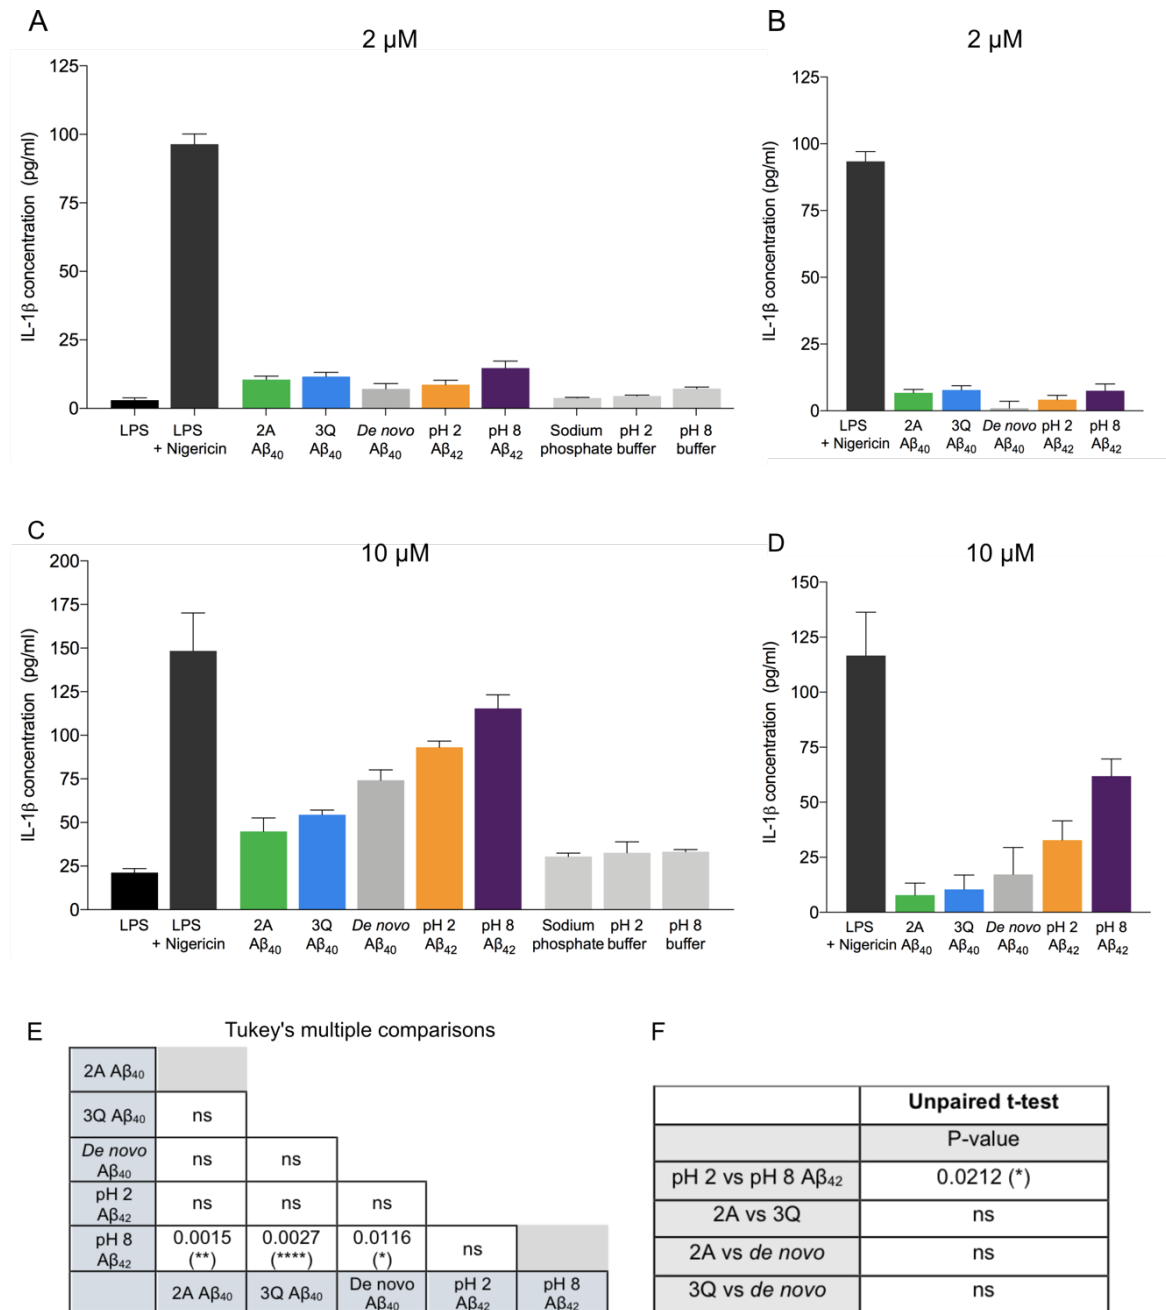 A
2 µM
IL-1β concentration (pg/ml)
125
100
75
50
25
0
LPS LPS 2A 3Q De novo pH 2 pH 8 Sodium pH 2 pH 8
+ Nigericin Aβ40 Aβ40 Aβ40 Aβ42 Aβ42 phosphate buffer buffer
B
2 µM
IL-1β concentration (pg/ml)
125
100
75
50
25
0
LPS 2A 3Q De novo pH 2 pH 8
+ Nigericin Aβ40 Aβ40 Aβ40 Aβ42 Aβ42
C
10 µM
IL-1β concentration (pg/ml)
200
175
150
125
100
75
50
25
0
LPS LPS 2A 3Q De novo pH 2 pH 8 Sodium pH 2 pH 8
+ Nigericin Aβ40 Aβ40 Aβ40 Aβ42 Aβ42 phosphate buffer buffer
D
10 µM
IL-1β concentration (pg/ml)
150
125
100
75
50
25
0
LPS 2A 3Q De novo pH 2 pH 8
+ Nigericin Aβ40 Aβ40 Aβ40 Aβ42 Aβ42
E
Tukey's multiple comparisons
2A Aβ40
3Q Aβ40 ns
De novo
Aβ40 ns ns
pH 2
Aβ42 ns ns ns
pH 8 0.0015 0.0027 0.0116 ns
Aβ42 (**) (****) (*)
2A Aβ40 3Q Aβ40 De novo pH 2 pH 8
Aβ40 Aβ42 Aβ42
F
Unpaired t-test
P-value
pH 2 vs pH 8 Aβ42 0.0212 (*)
2A vs 3Q ns
2A vs de novo ns
3Q vs de novo ns